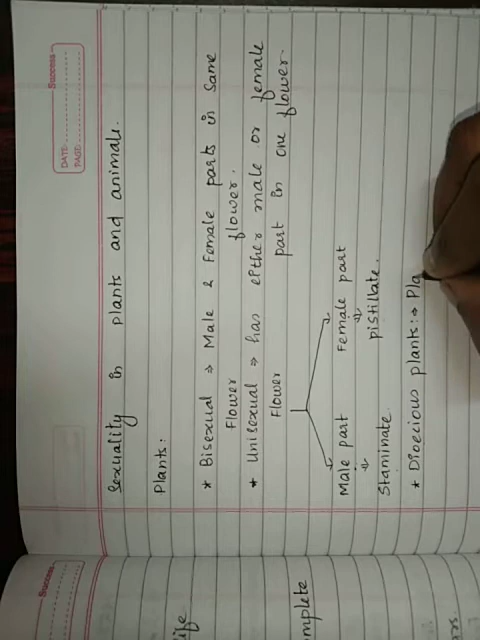 Success
DATE:
PAGE:
Sexuality in plants and animals.
Plants:
* Bisexual ⇒ Male & Female parts in same
Flower flower.
* Unisexual ⇒ has either male or female
Flower part in one flower.
Male part Female part
⇓ ⇓
Staminate pistillate.
* Dioecious plants: ⇒ Pla
Success
ife
mplete
rs.